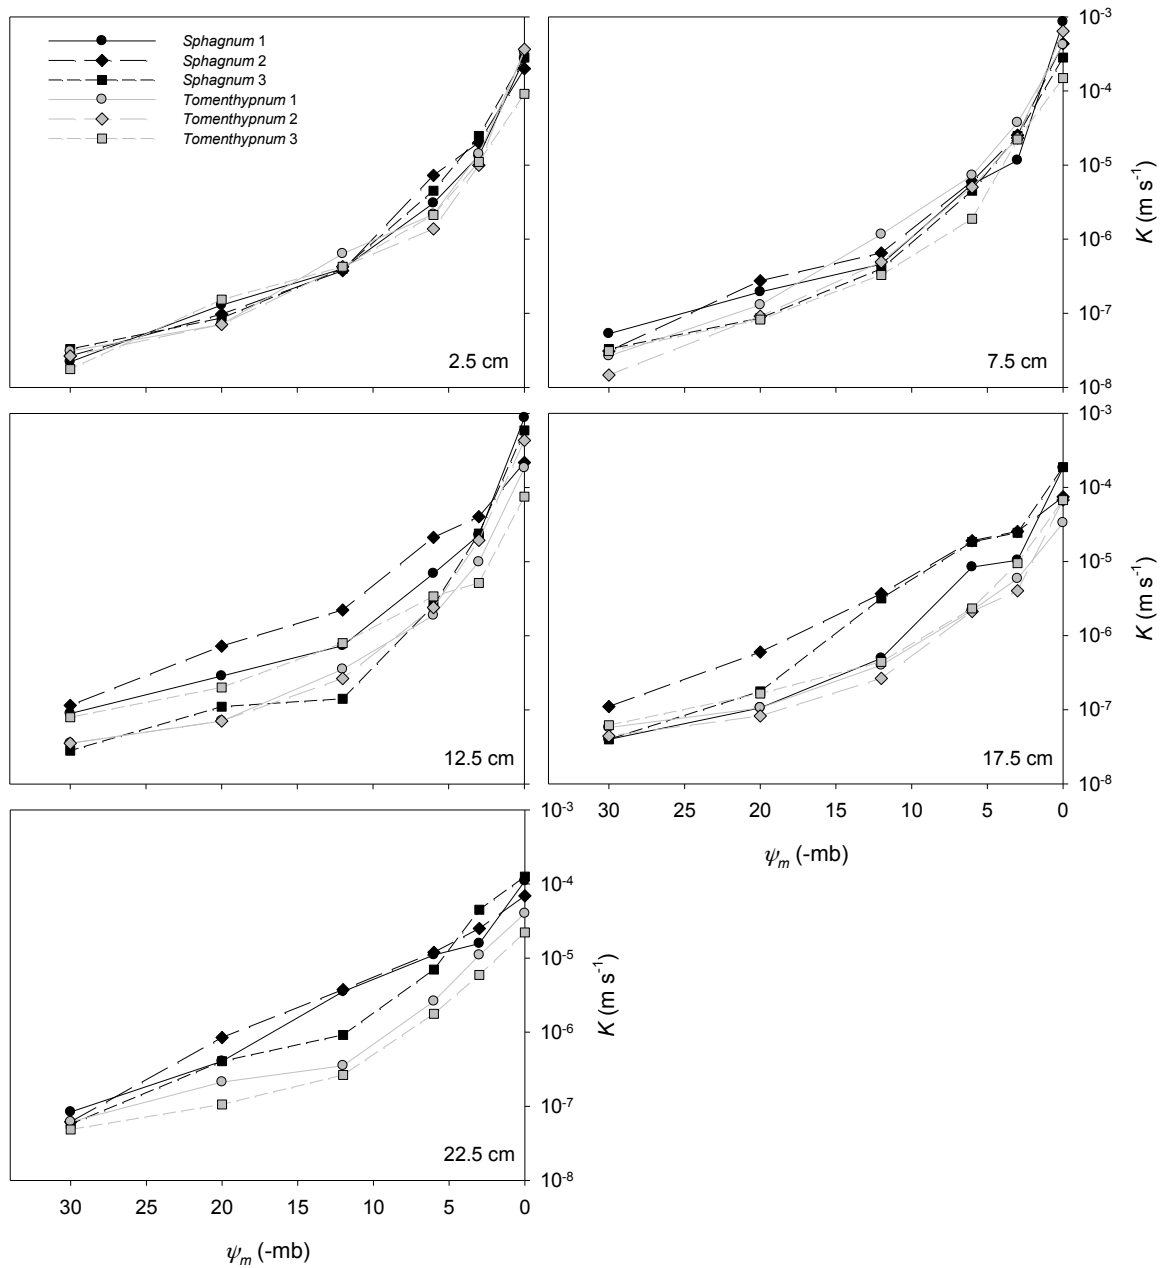 Sphagnum 1
Sphagnum 2
Sphagnum 3
Tomenthypnum 1
Tomenthypnum 2
Tomenthypnum 3
2.5 cm
7.5 cm
10⁻³
10⁻⁴
10⁻⁵
10⁻⁶
10⁻⁷
10⁻⁸
K (m s⁻¹)
12.5 cm
17.5 cm
10⁻³
10⁻⁴
10⁻⁵
10⁻⁶
10⁻⁷
10⁻⁸
K (m s⁻¹)
30 25 20 15 10 5 0
ψm (-mb)
22.5 cm
10⁻³
10⁻⁴
10⁻⁵
10⁻⁶
10⁻⁷
10⁻⁸
K (m s⁻¹)
30 25 20 15 10 5 0
ψm (-mb)